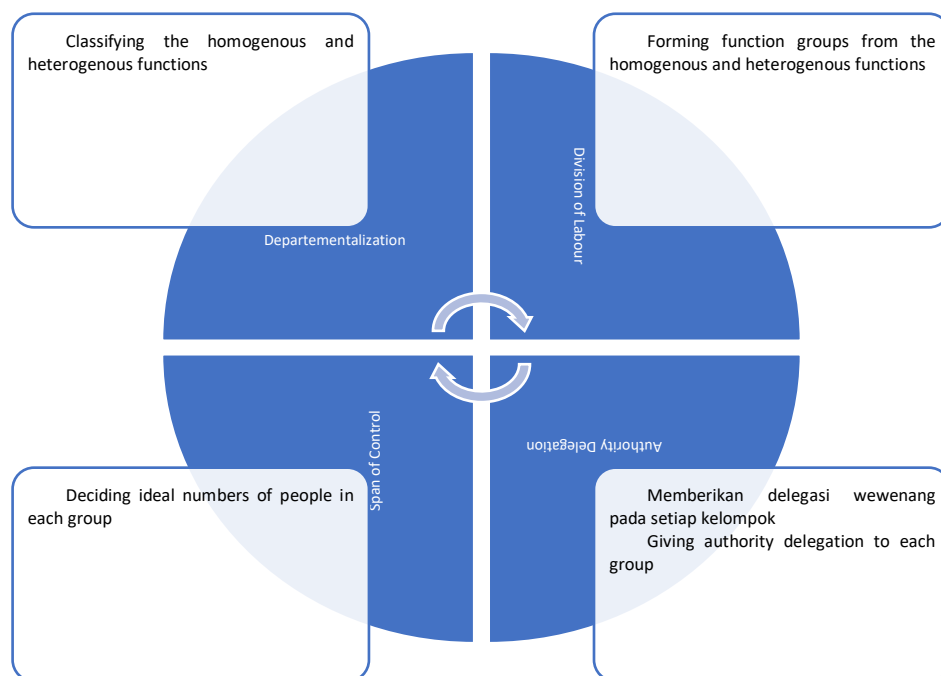 Classifying the homogenous and
heterogenous functions
Forming function groups from the
homogenous and heterogenous functions
Departementalization
Division of Labour
Span of Control
Authority Delegation
Deciding ideal numbers of people in
each group
Memberikan delegasi wewenang
pada setiap kelompok
Giving authority delegation to each
group